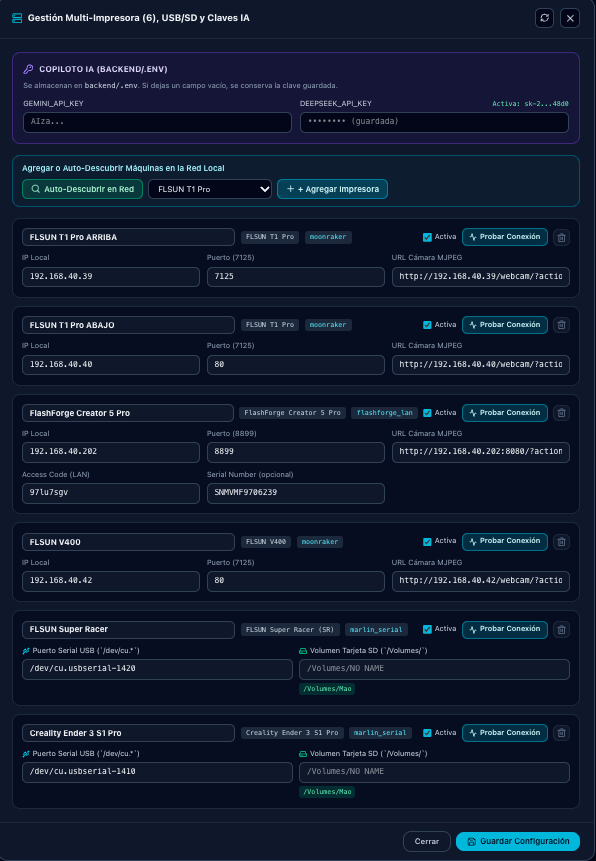 Gestión Multi-Impresora (6), USB/SD y Claves IA
COPILOTO IA (BACKEND/.ENV)
Se almacenan en backend/.env. Si dejas un campo vacío, se conserva la clave guardada.
GEMINI_API_KEY
DEEPSEEK_API_KEY
Activa: sk-2...48d0
AIza...
•••••••• (guardada)
Agregar o Auto-Descubrir Máquinas en la Red Local
Auto-Descubrir en Red
FLSUN T1 Pro
+ Agregar Impresora
FLSUN T1 Pro ARRIBA
FLSUN T1 Pro
moonraker
Activa
Probar Conexión
IP Local
Puerto (7125)
URL Cámara MJPEG
192.168.40.39
7125
http://192.168.40.39/webcam/?actio
FLSUN T1 Pro ABAJO
FLSUN T1 Pro
moonraker
Activa
Probar Conexión
IP Local
Puerto (7125)
URL Cámara MJPEG
192.168.40.40
80
http://192.168.40.40/webcam/?actio
FlashForge Creator 5 Pro
FlashForge Creator 5 Pro
flashforge_lan
Activa
Probar Conexión
IP Local
Puerto (8899)
URL Cámara MJPEG
192.168.40.202
8899
http://192.168.40.202:8080/?action
Access Code (LAN)
Serial Number (opcional)
97lu7sgv
SNMVMF9706239
FLSUN V400
FLSUN V400
moonraker
Activa
Probar Conexión
IP Local
Puerto (7125)
URL Cámara MJPEG
192.168.40.42
80
http://192.168.40.42/webcam/?actio
FLSUN Super Racer
FLSUN Super Racer (SR)
marlin_serial
Activa
Probar Conexión
Puerto Serial USB (`/dev/cu.*`)
Volumen Tarjeta SD (`/Volumes/`)
/dev/cu.usbserial-1420
/Volumes/NO NAME
/Volumes/Mao
Creality Ender 3 S1 Pro
Creality Ender 3 S1 Pro
marlin_serial
Activa
Probar Conexión
Puerto Serial USB (`/dev/cu.*`)
Volumen Tarjeta SD (`/Volumes/`)
/dev/cu.usbserial-1410
/Volumes/NO NAME
/Volumes/Mao
Cerrar
Guardar Configuración